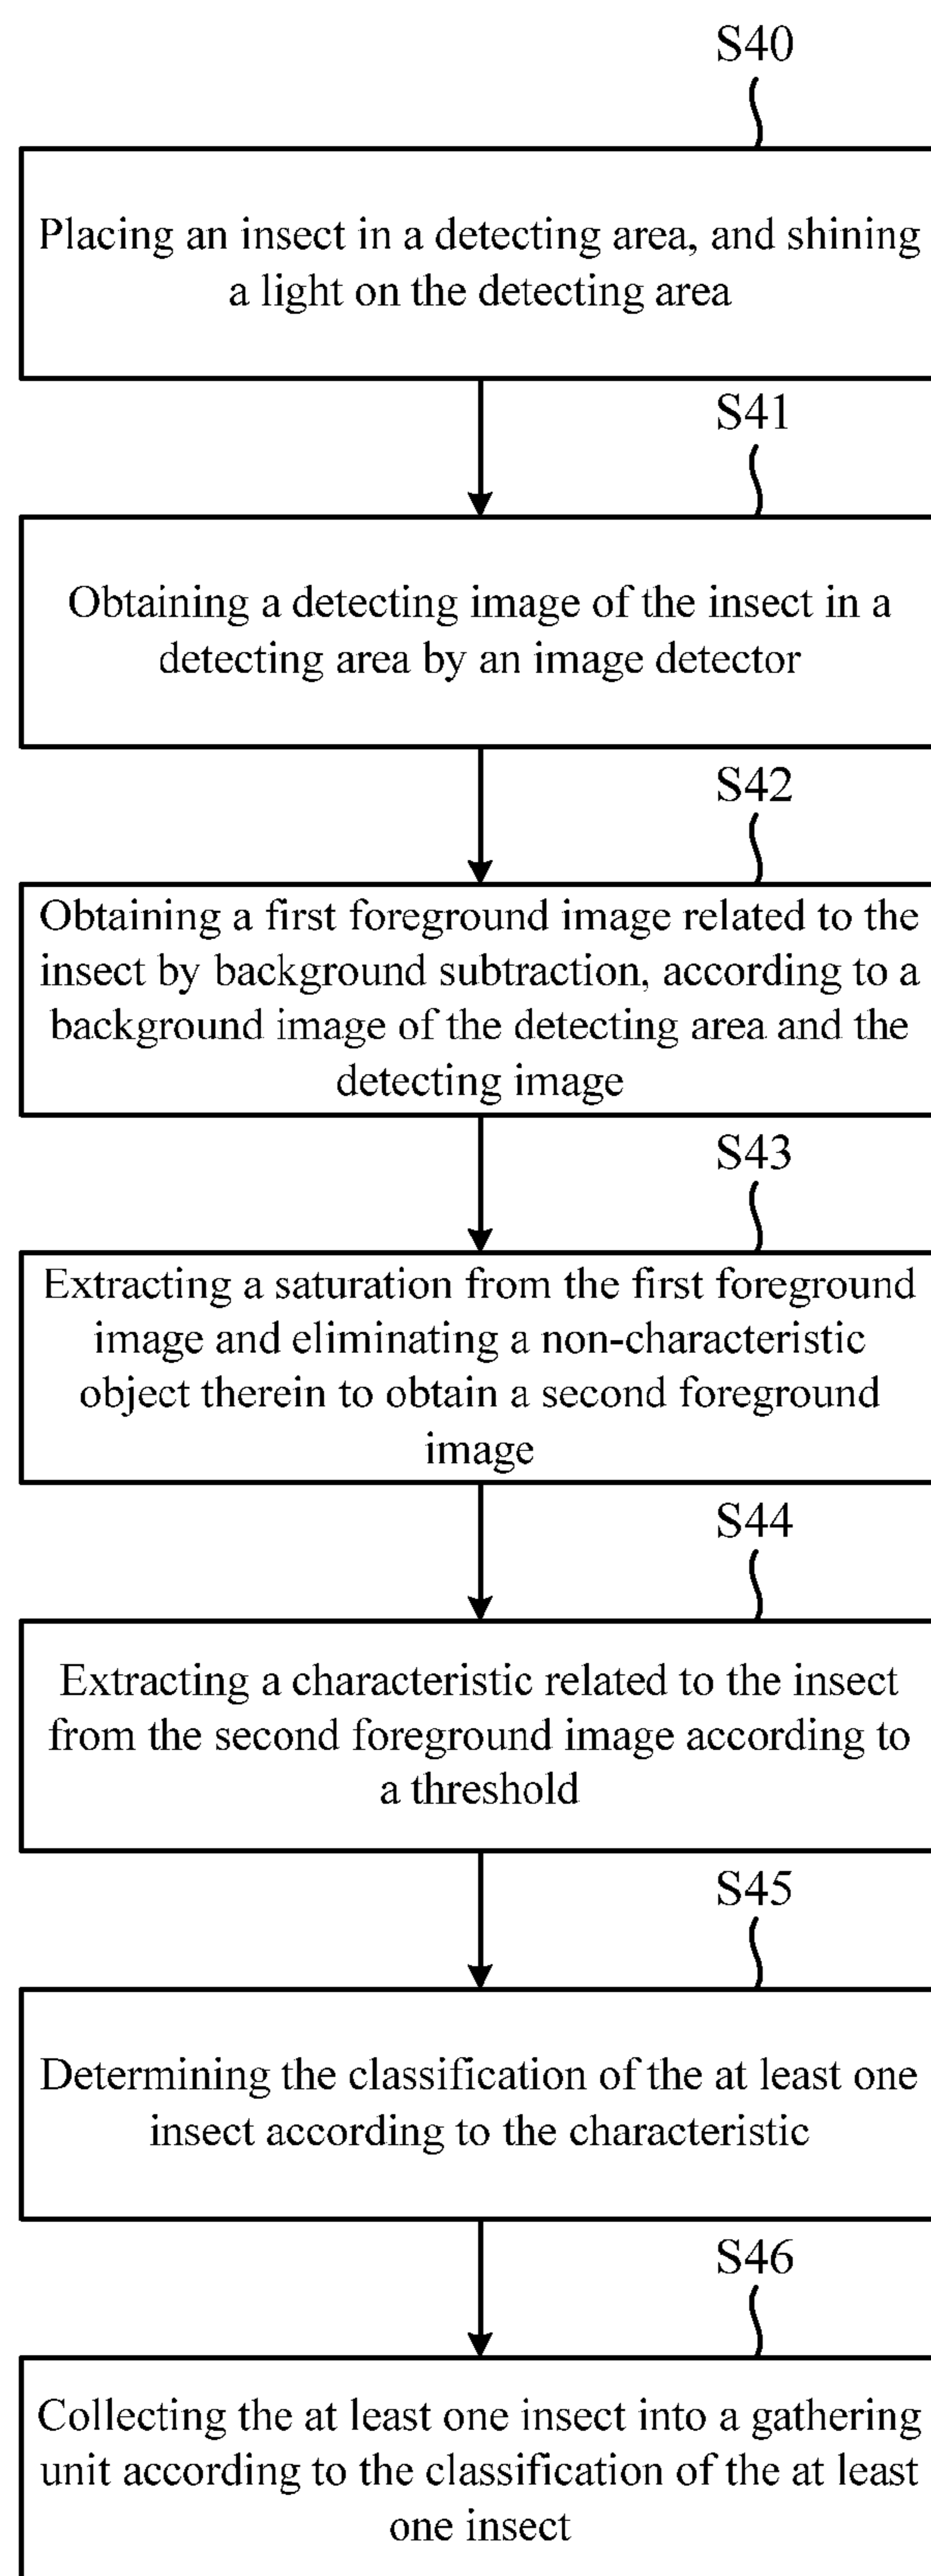 S40
Placing an insect in a detecting area, and shining
a light on the detecting area
S41
Obtaining a detecting image of the insect in a
detecting area by an image detector
S42
Obtaining a first foreground image related to the
insect by background subtraction, according to a
background image of the detecting area and the
detecting image
S43
Extracting a saturation from the first foreground
image and eliminating a non-characteristic
object therein to obtain a second foreground
image
S44
Extracting a characteristic related to the insect
from the second foreground image according to
a threshold
S45
Determining the classification of the at least one
insect according to the characteristic
S46
Collecting the at least one insect into a gathering
unit according to the classification of the at least
one insect